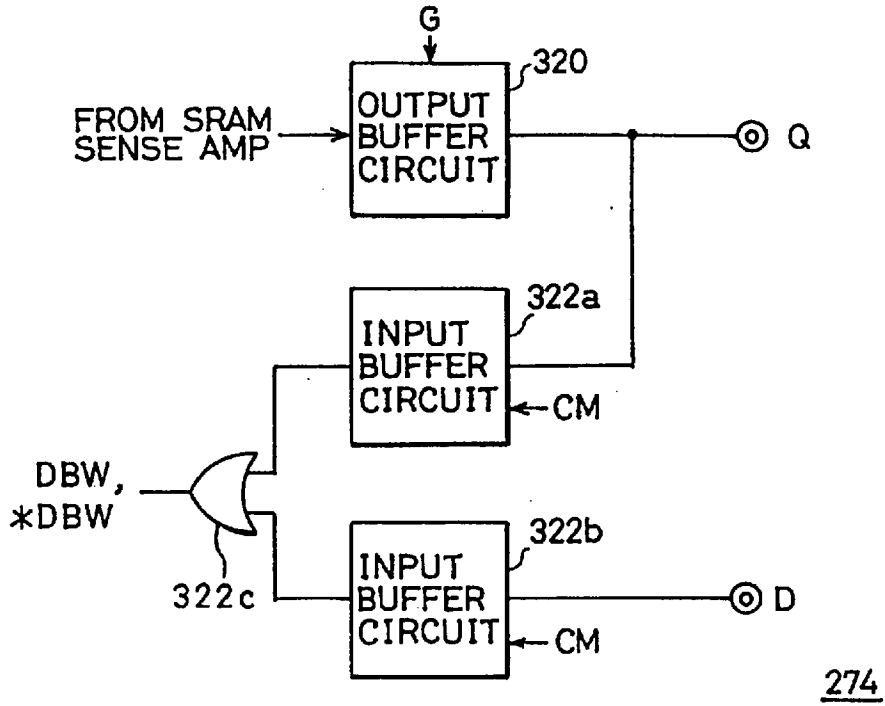 G
320
FROM SRAM
SENSE AMP
OUTPUT
BUFFER
CIRCUIT
Q
322a
INPUT
BUFFER
CIRCUIT
CM
DBW,
*DBW
322c
322b
INPUT
BUFFER
CIRCUIT
D
CM
274